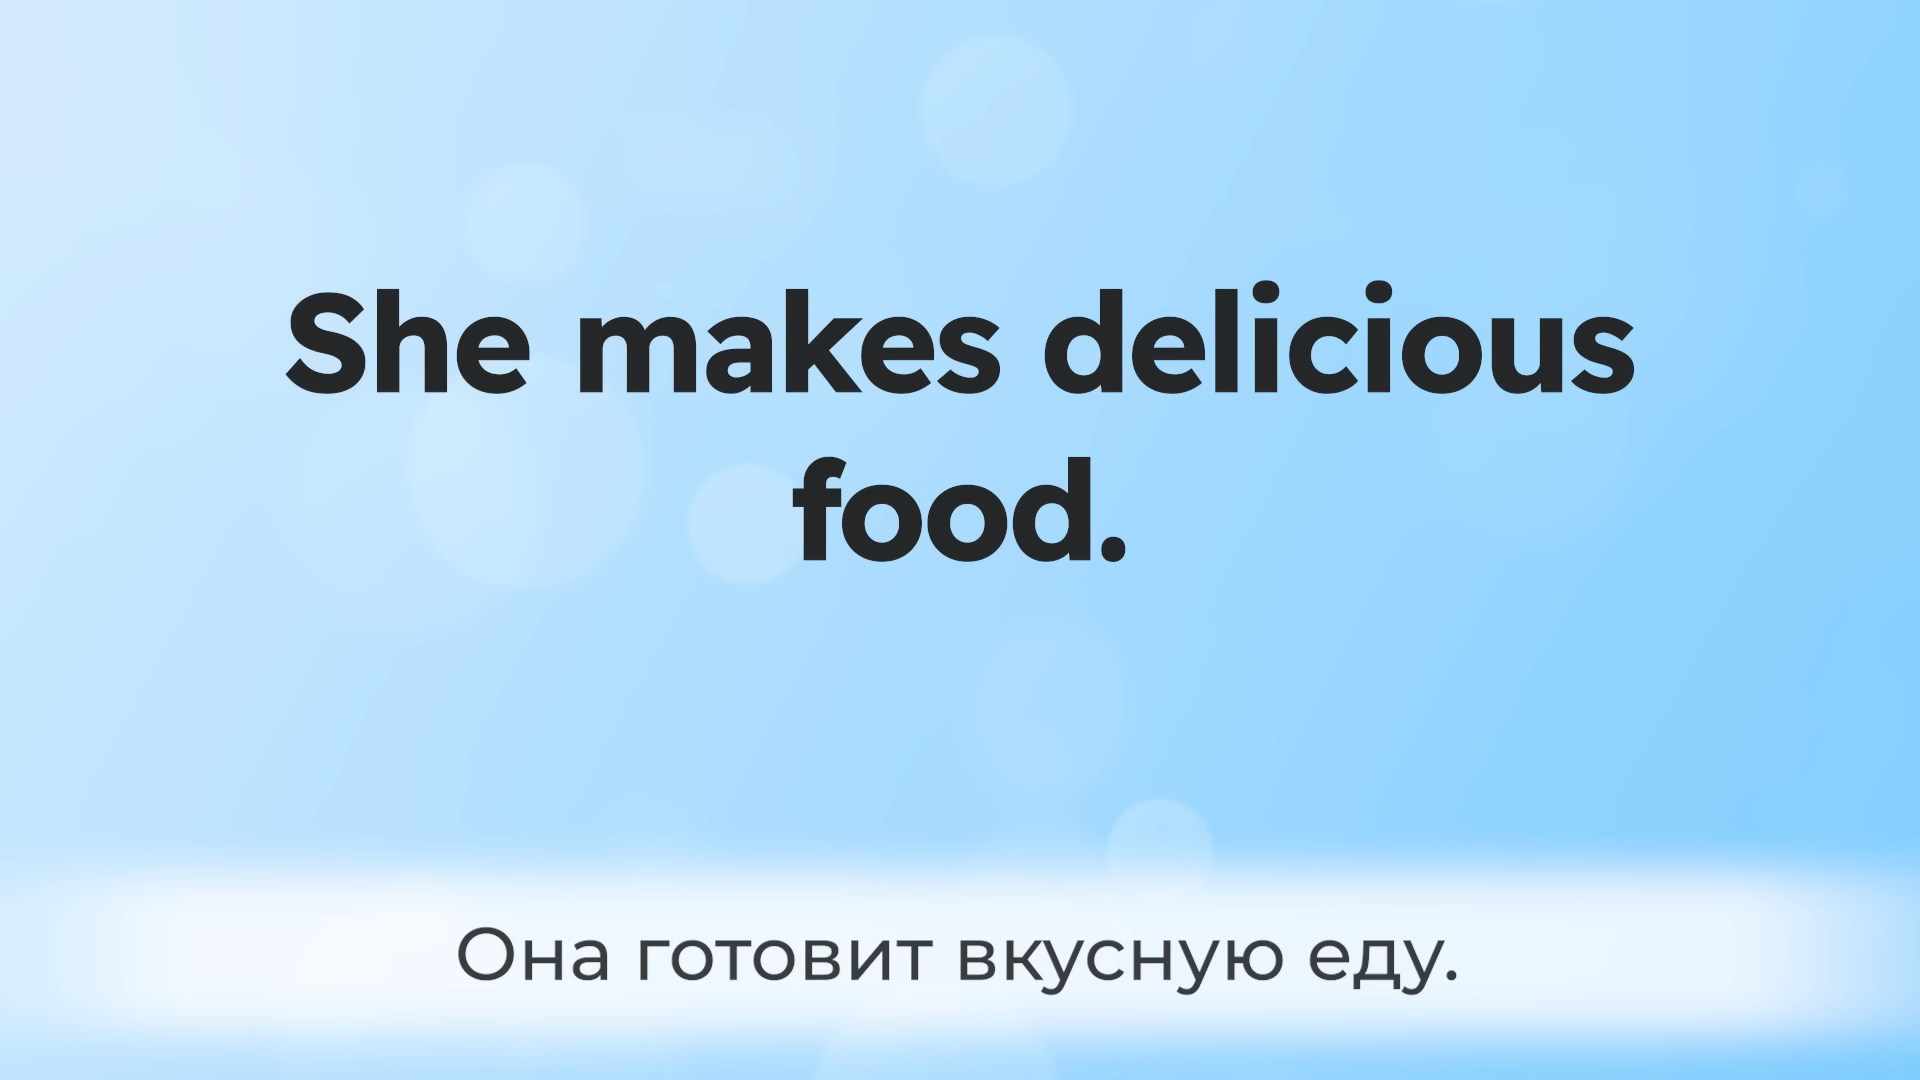 She makes delicious
food.
Она готовит вкусную еду.